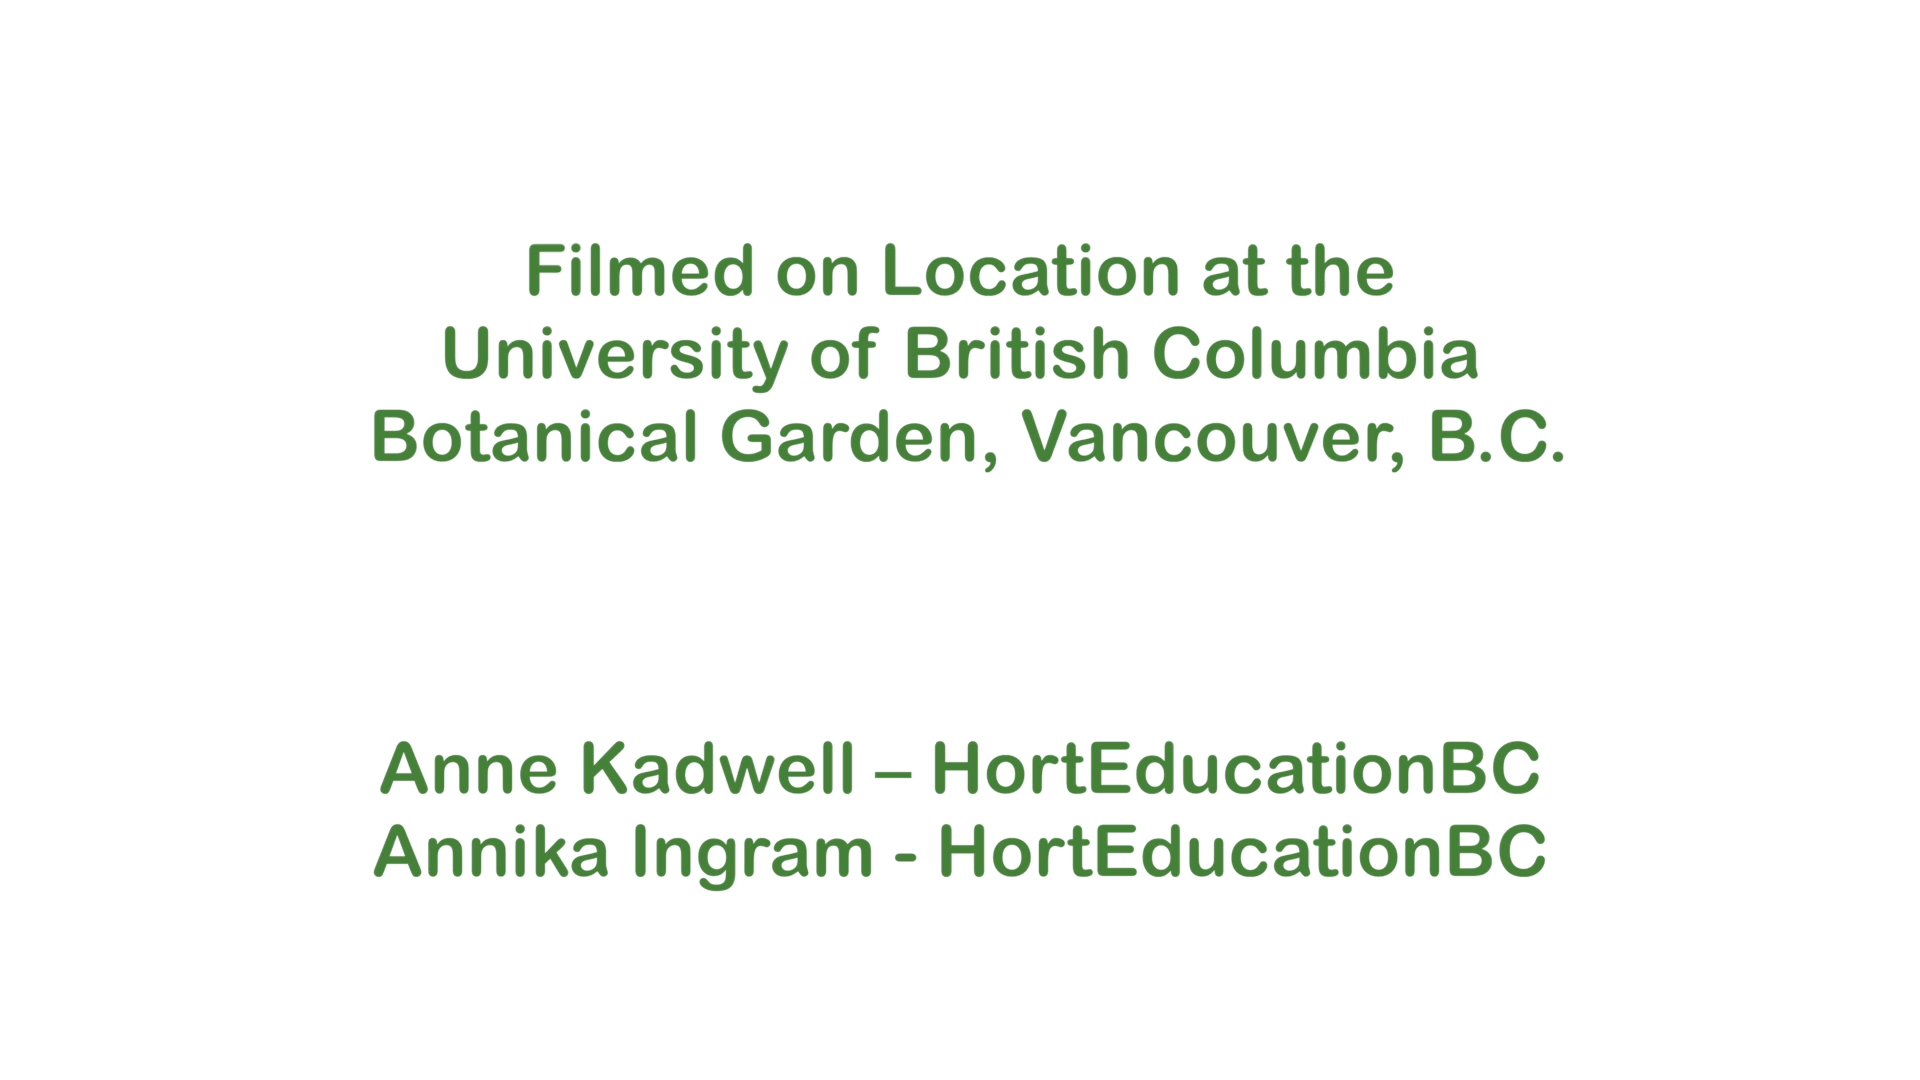 Filmed on Location at the
University of British Columbia
Botanical Garden, Vancouver, B.C.
Anne Kadwell – HortEducationBC
Annika Ingram - HortEducationBC